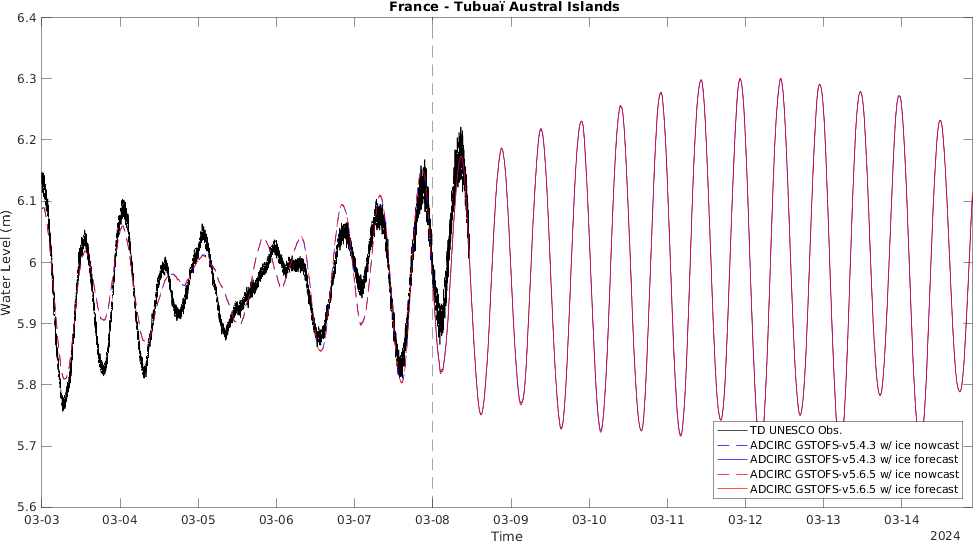 France - Tubuaï Austral Islands
Water Level (m)
6.4
6.3
6.2
6.1
6
5.9
5.8
5.7
5.6
TD UNESCO Obs.
ADCIRC GSTOFS-v5.4.3 w/ ice nowcast
ADCIRC GSTOFS-v5.4.3 w/ ice forecast
ADCIRC GSTOFS-v5.6.5 w/ ice nowcast
ADCIRC GSTOFS-v5.6.5 w/ ice forecast
03-03 03-04 03-05 03-06 03-07 03-08 03-09 03-10 03-11 03-12 03-13 03-14
Time
2024